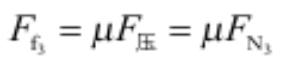 F_{f_3} = μF_压 = μF_{N_3}